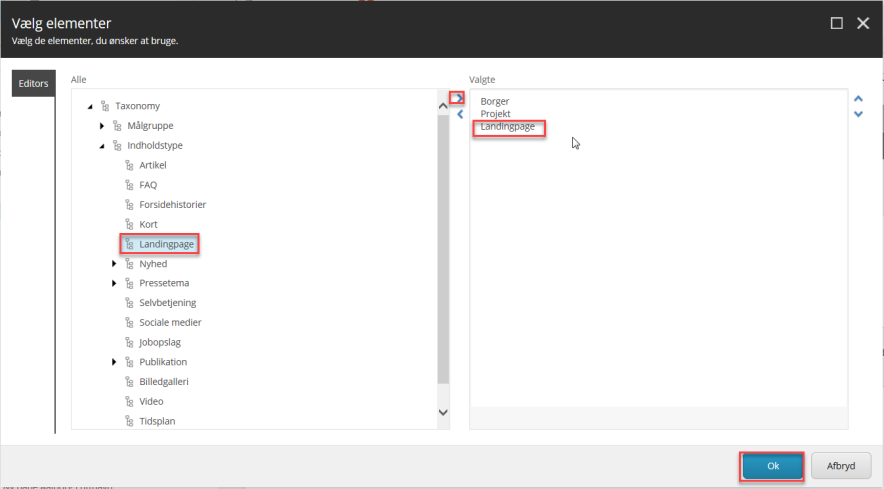 Vælg elementer
Vælg de elementer, du ønsker at bruge.
Editors
Alle
Taxonomy
Målgruppe
Indholdstype
Artikel
FAQ
Forsidehistorier
Kort
Landingpage
Nyhed
Pressetema
Selvbetjening
Sociale medier
Jobopslag
Publikation
Billedgalleri
Video
Tidsplan
Valgte
Borger
Projekt
Landingpage
Ok
Afbryd